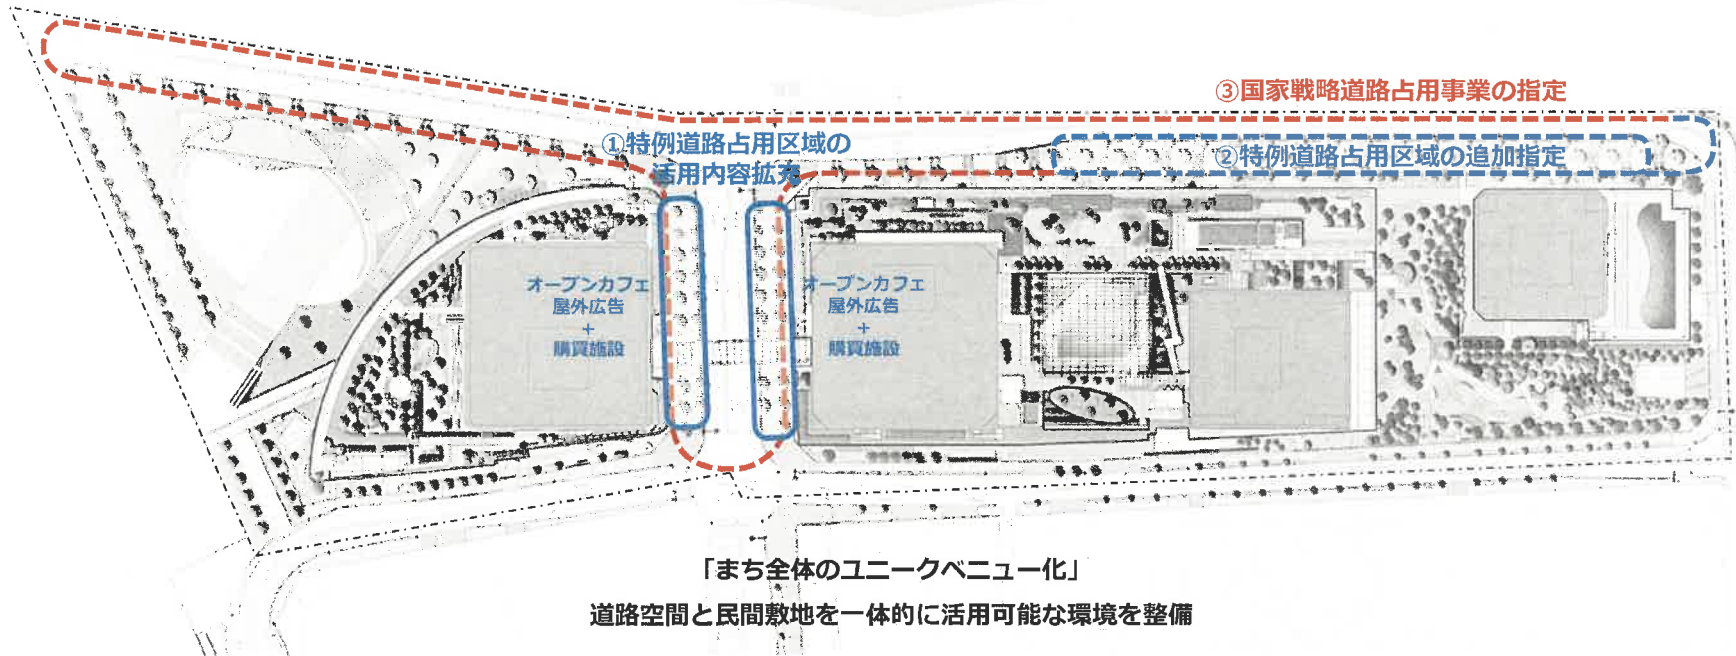 ③国家戦略道路占用事業の指定
①特例道路占用区域の
活用内容拡充
②特例道路占用区域の追加指定
オープンカフェ
屋外広告
+
購買施設
オープンカフェ
屋外広告
+
購買施設
「まち全体のユニークベニュー化」
道路空間と民間敷地を一体的に活用可能な環境を整備